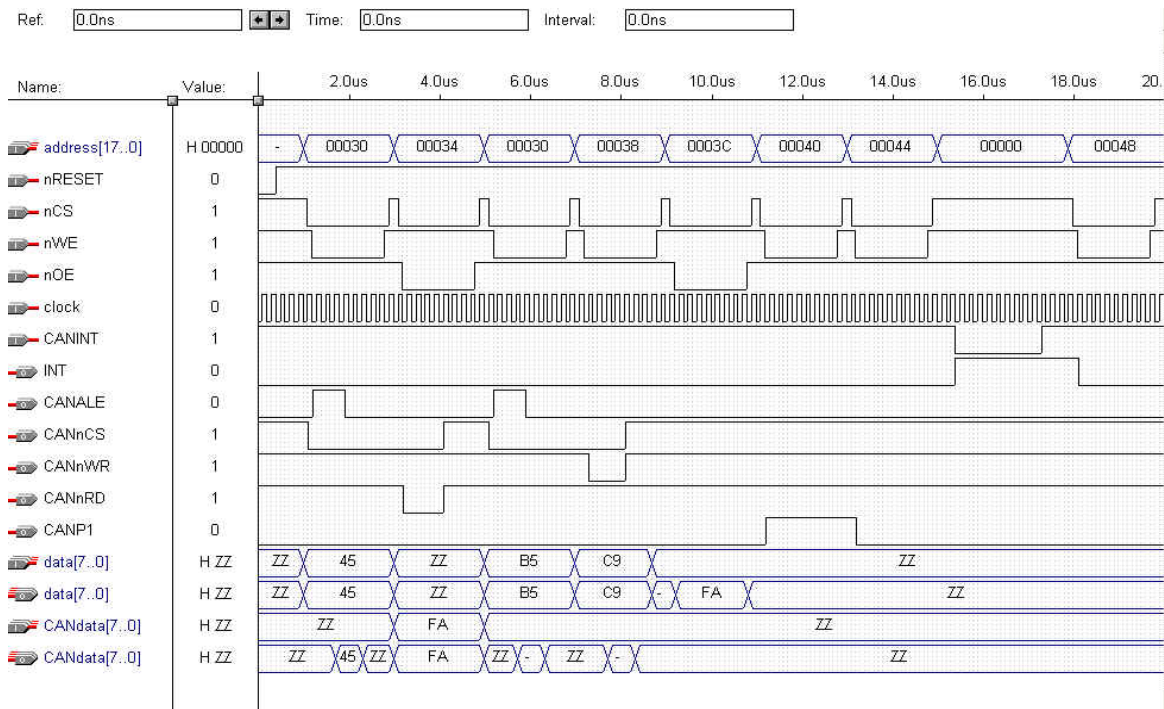 Ref: 0.0ns Time: 0.0ns Interval: 0.0ns
Name: Value: 2.0us 4.0us 6.0us 8.0us 10.0us 12.0us 14.0us 16.0us 18.0us 20.
address[17..0] H 00000 - 00030 00034 00030 00038 0003C 00040 00044 00000 00048
nRESET 0
nCS 1
nWE 1
nOE 1
clock 0
CANINT 1
INT 0
CANALE 0
CANnCS 1
CANnWR 1
CANnRD 1
CANP1 0
data[7..0] H ZZ ZZ 45 ZZ B5 C9 ZZ
data[7..0] H ZZ ZZ 45 ZZ B5 C9 - FA ZZ
CANdata[7..0] H ZZ ZZ FA ZZ
CANdata[7..0] H ZZ ZZ 45 ZZ FA ZZ - ZZ - ZZ